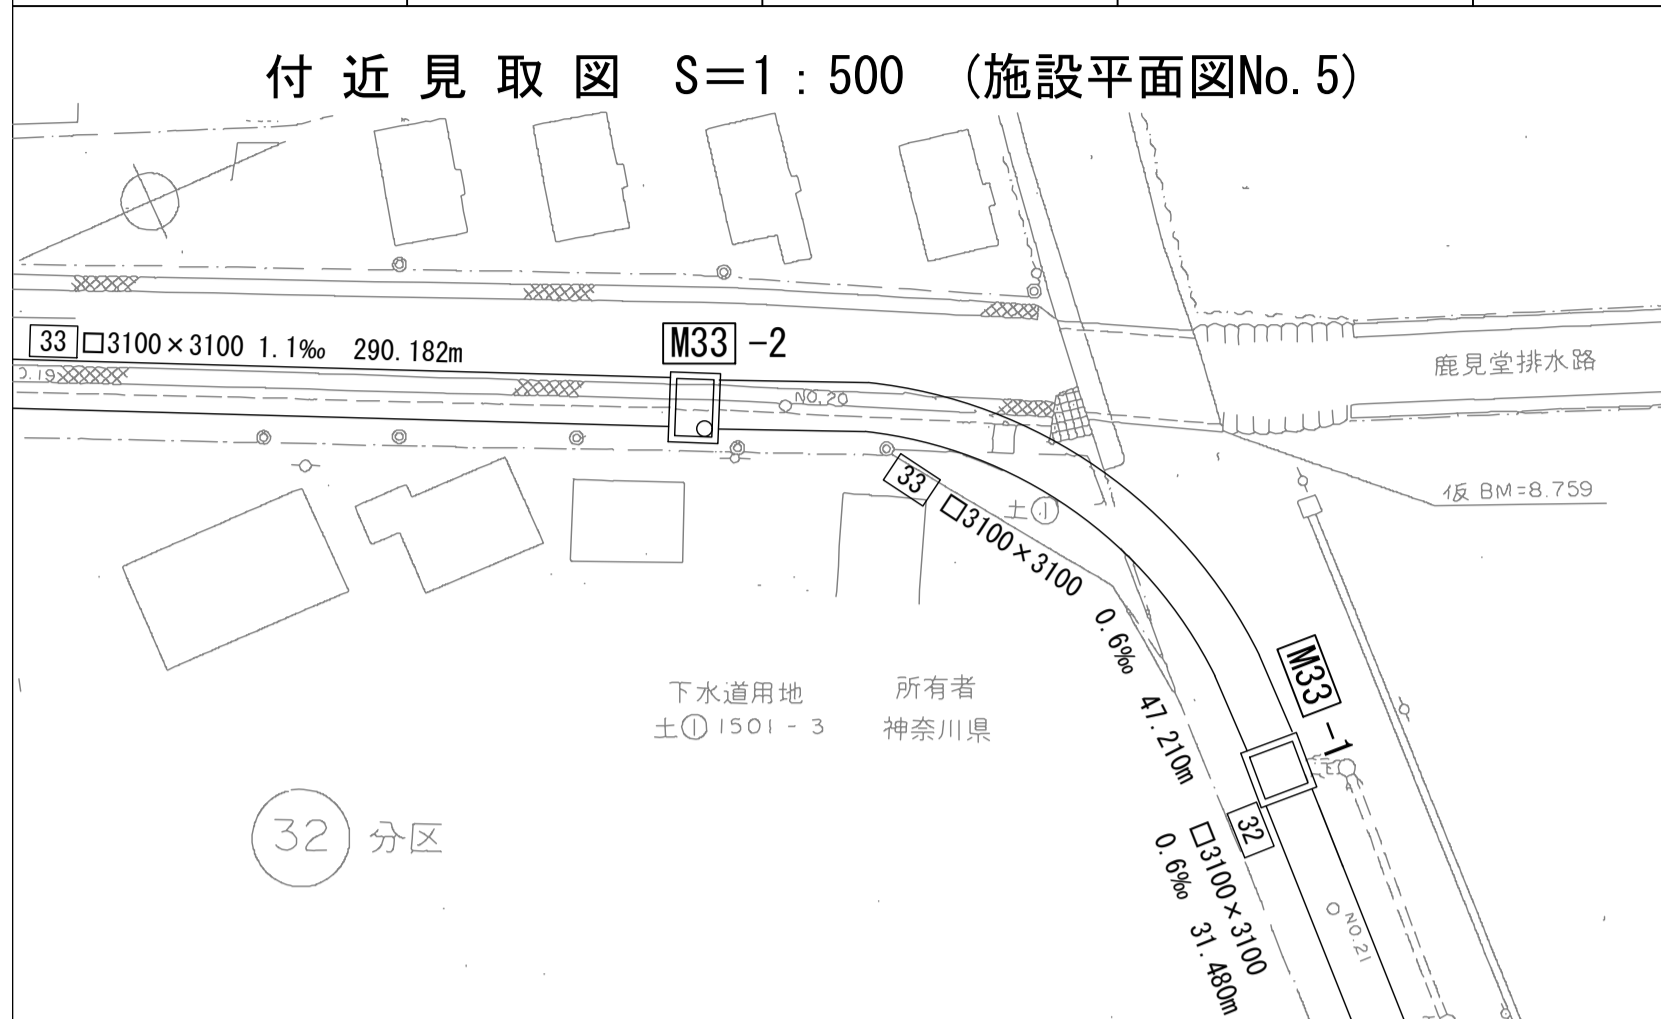 付近見取図 S=1:500 (施設平面図No.5)
33 □3100×3100 1.1‰ 290.182m
M33 -2
NO.20
鹿見堂排水路
仮 BM=8.759
33 □3100×3100 0.6‰ 47.210m
土①
下水道用地
土① 1501-3
所有者
神奈川県
M33 -1
32 分区
32 □3100×3100
0.6‰ 31.480m
NO.21